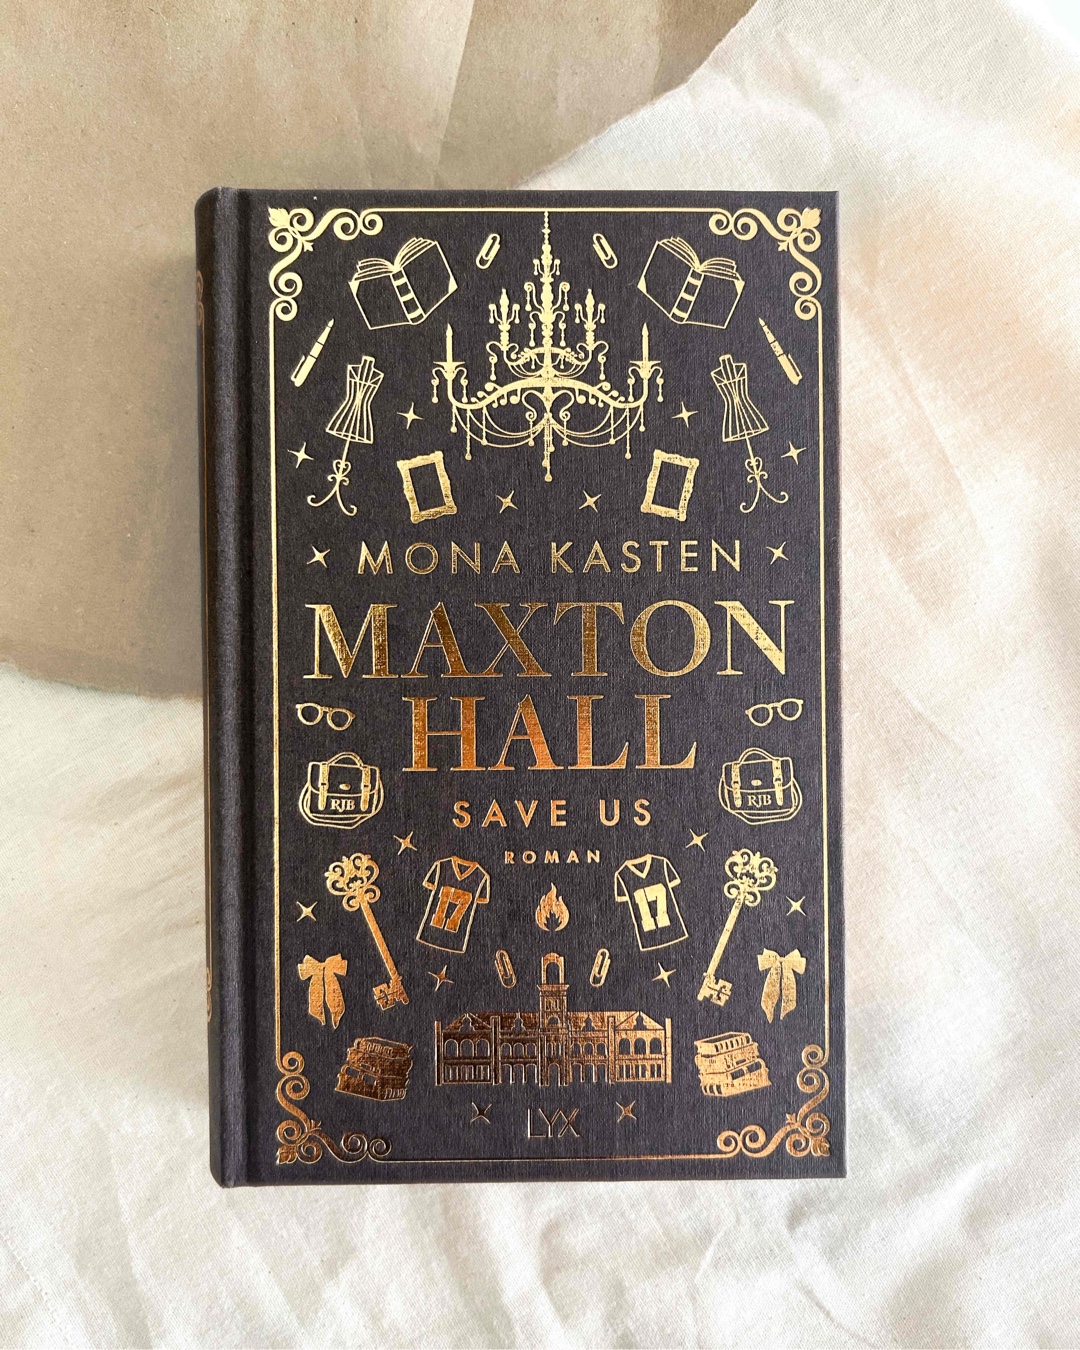 MONA KASTEN
MAXTON
HALL
SAVE US
ROMAN
RJB
RJB
17
17
LYX